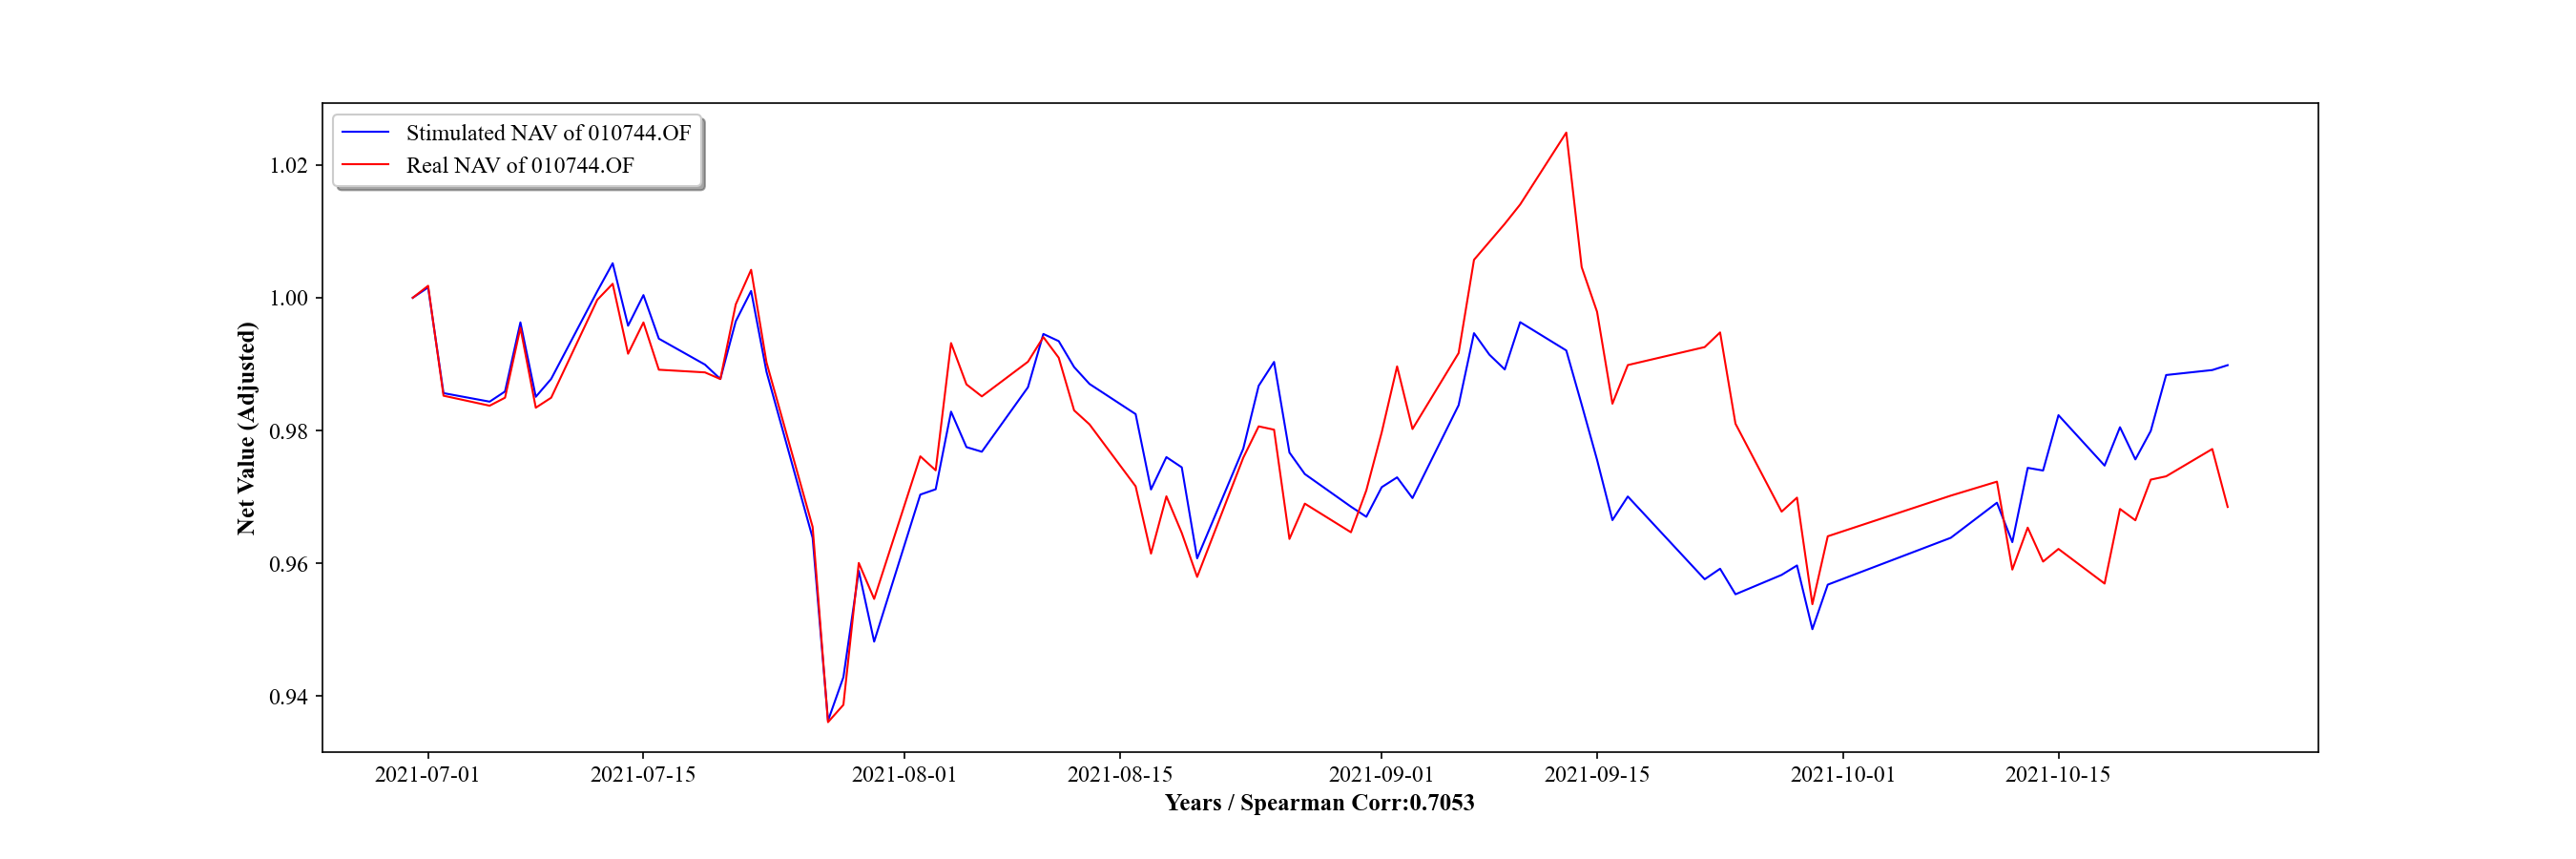 Stimulated NAV of 010744.OF
Real NAV of 010744.OF
Net Value (Adjusted)
1.02
1.00
0.98
0.96
0.94
2021-07-01 2021-07-15 2021-08-01 2021-08-15 2021-09-01 2021-09-15 2021-10-01 2021-10-15
Years / Spearman Corr:0.7053